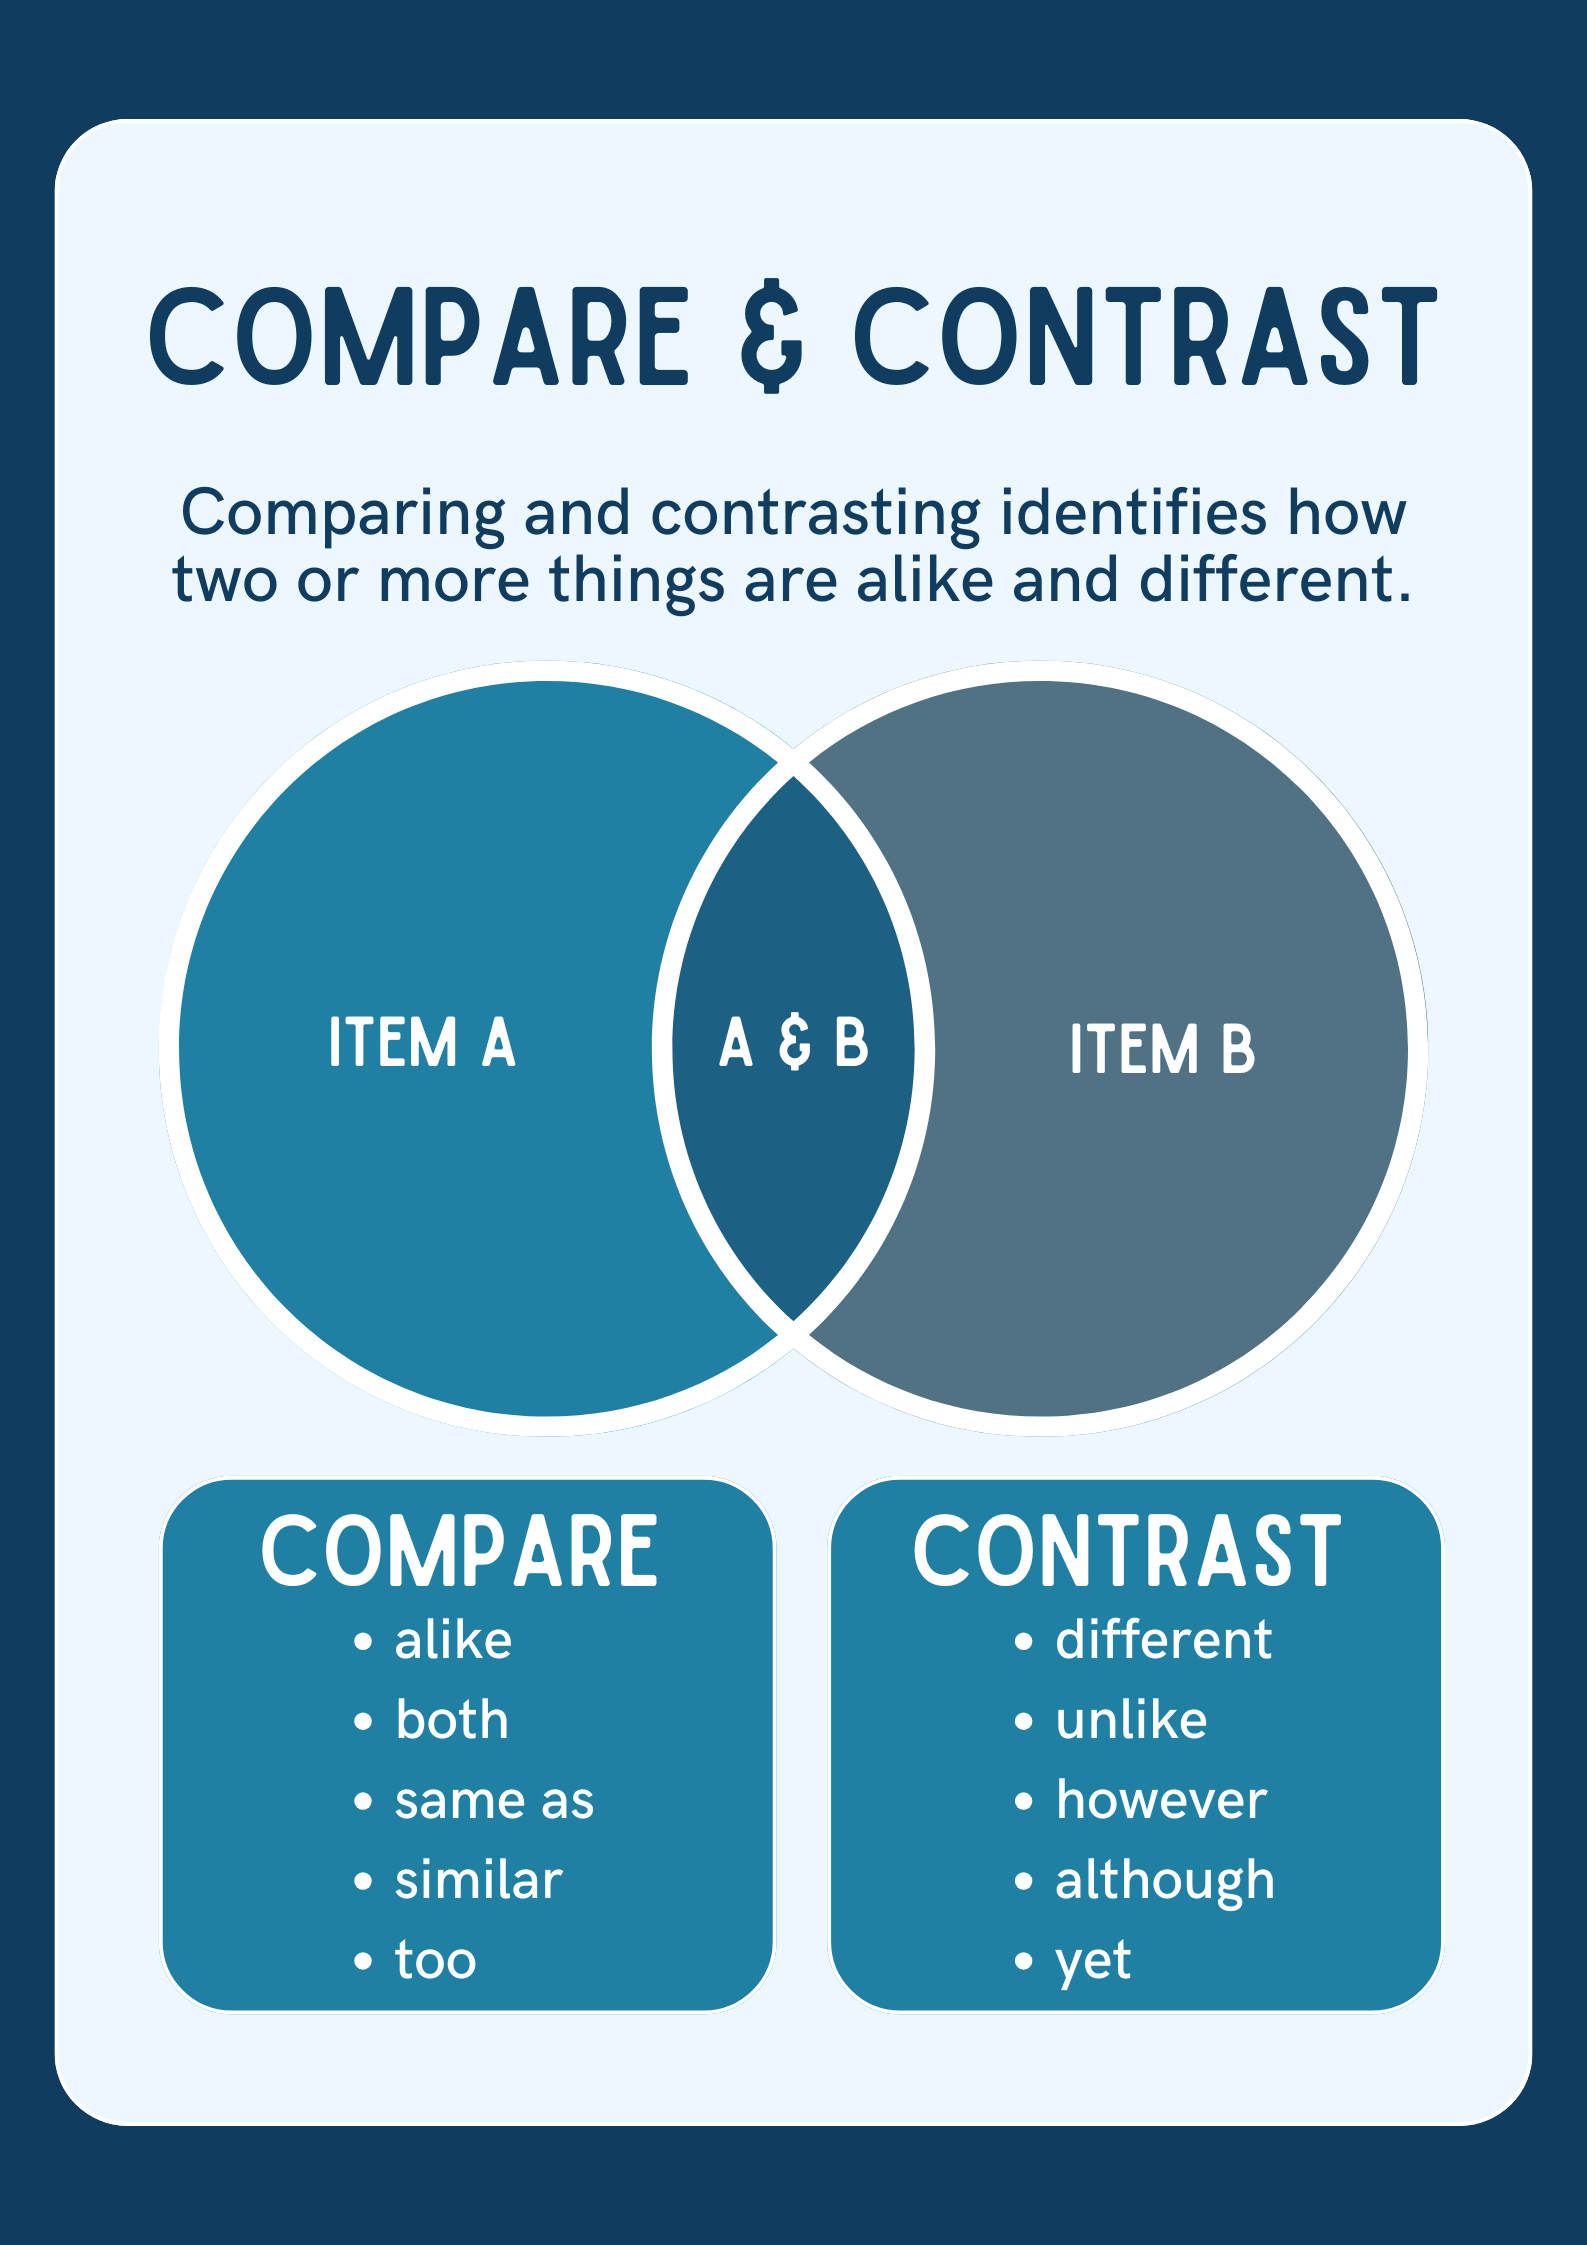 COMPARE & CONTRAST
Comparing and contrasting identifies how
two or more things are alike and different.
ITEM A
A & B
ITEM B
COMPARE
• alike
• both
• same as
• similar
• too
CONTRAST
• different
• unlike
• however
• although
• yet